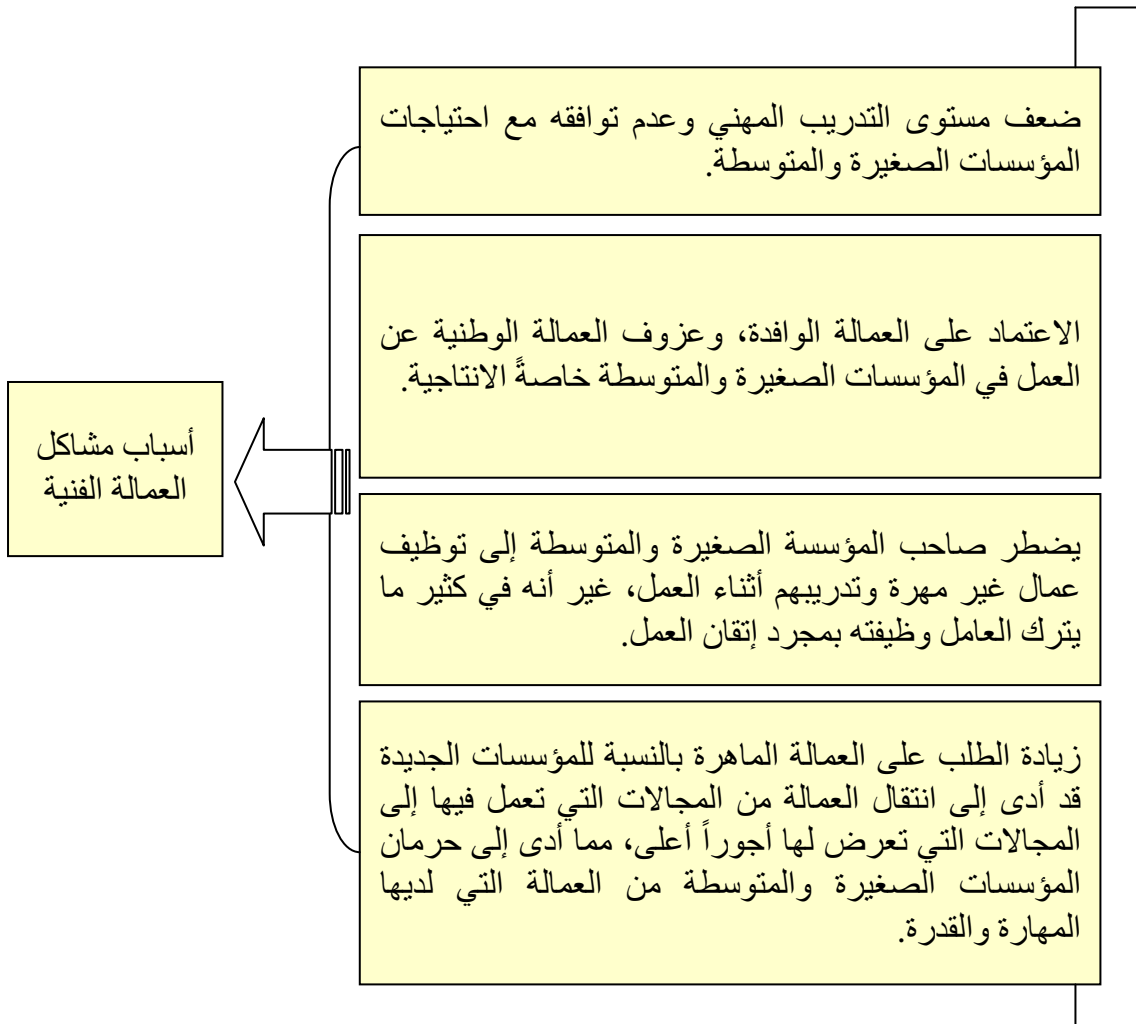 ضعف مستوى التدريب المهني وعدم توافقه مع احتياجات
المؤسسات الصغيرة والمتوسطة.
الاعتماد على العمالة الوافدة، وعزوف العمالة الوطنية عن
العمل في المؤسسات الصغيرة والمتوسطة خاصةً الانتاجية.
أسباب مشاكل
العمالة الفنية
يضطر صاحب المؤسسة الصغيرة والمتوسطة إلى توظيف
عمال غير مهرة وتدريبهم أثناء العمل، غير أنه في كثير ما
يترك العامل وظيفته بمجرد إتقان العمل.
زيادة الطلب على العمالة الماهرة بالنسبة للمؤسسات الجديدة
قد أدى إلى انتقال العمالة من المجالات التي تعمل فيها إلى
المجالات التي تعرض لها أجوراً أعلى، مما أدى إلى حرمان
المؤسسات الصغيرة والمتوسطة من العمالة التي لديها
المهارة والقدرة.